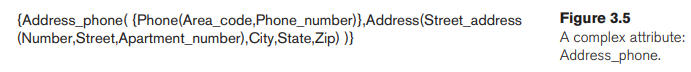 {Address_phone( {Phone(Area_code,Phone_number)},Address(Street_address
(Number,Street,Apartment_number),City,State,Zip) )}
Figure 3.5
A complex attribute:
Address_phone.